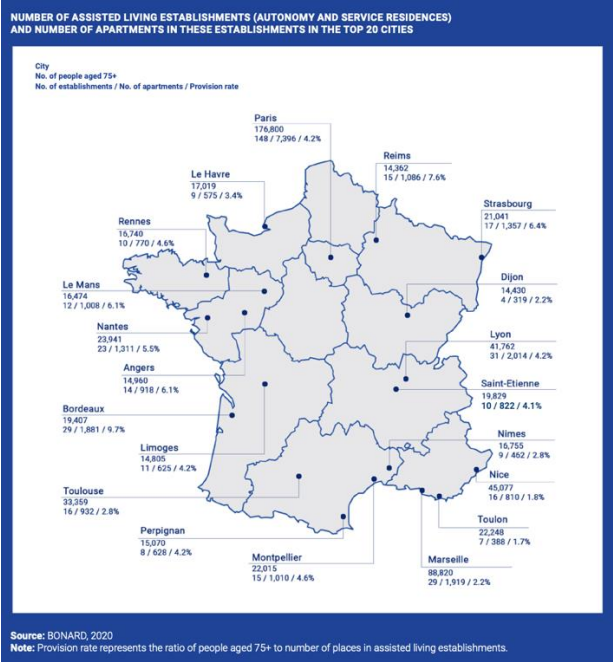 NUMBER OF ASSISTED LIVING ESTABLISHMENTS (AUTONOMY AND SERVICE RESIDENCES)
AND NUMBER OF APARTMENTS IN THESE ESTABLISHMENTS IN THE TOP 20 CITIES
City
No. of people aged 75+
No. of establishments / No. of apartments / Provision rate
Paris
176,800
148 / 7,396 / 4.2%
Reims
14,362
15 / 1,086 / 7.6%
Le Havre
17,019
9 / 575 / 3.4%
Strasbourg
21,041
17 / 1,357 / 6.4%
Rennes
16,740
10 / 770 / 4.6%
Dijon
14,430
4 / 319 / 2.2%
Le Mans
16,474
12 / 1,008 / 6.1%
Nantes
23,941
23 / 1,311 / 5.5%
Lyon
41,762
31 / 2,014 / 4.2%
Angers
14,960
14 / 918 / 6.1%
Saint-Etienne
19,829
10 / 822 / 4.1%
Bordeaux
19,407
29 / 1,881 / 9.7%
Nimes
16,755
9 / 462 / 2.8%
Limoges
14,805
11 / 625 / 4.2%
Nice
45,077
16 / 810 / 1.8%
Toulouse
33,359
16 / 932 / 2.8%
Toulon
22,248
7 / 388 / 1.7%
Perpignan
15,070
8 / 628 / 4.2%
Montpellier
22,015
15 / 1,010 / 4.6%
Marseille
88,820
29 / 1,919 / 2.2%
Source: BONARD, 2020
Note: Provision rate represents the ratio of people aged 75+ to number of places in assisted living establishments.